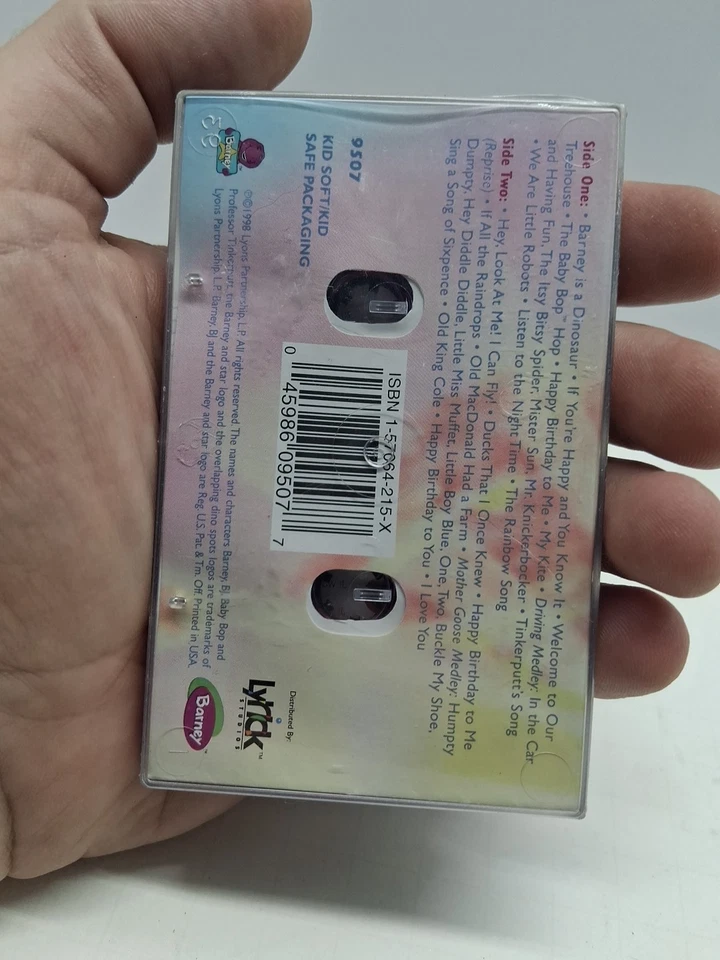 Side One: • Barney is a Dinosaur • If You're Happy and You Know It • Welcome to Our
Treehouse • The Baby Bop™ Hop • Happy Birthday to Me • My Kite • Driving Medley: In the Car
and Having Fun, The Itsy Bitsy Spider, Mister Sun, Mr. Knickerbocker • Tinkerputt's Song
• We Are Little Robots • Listen to the Night Time • The Rainbow Song
Side Two: • Hey, Look At Me! I Can Fly! • Ducks That I Once Knew • Happy Birthday to Me
(Reprise) • If All the Raindrops • Old MacDonald Had a Farm • Mother Goose Medley: Humpty
Dumpty, Hey Diddle Diddle, Little Miss Muffet, Little Boy Blue, One, Two, Buckle My Shoe,
Sing a Song of Sixpence • Old King Cole • Happy Birthday to You • I Love You
9507
KID SOFT/KID
SAFE PACKAGING
ISBN 1-57064-215-X
0 45986 09507 7
Distributed By:
Lyrick™
STUDIOS
Barney
©1998 Lyons Partnership, L.P. All rights reserved. The names and characters Barney, BJ, Baby Bop and
Professor Tinkerputt, the Barney and star logo and the overlapping dino spots logos are trademarks of
Lyons Partnership, L.P. Barney, BJ and the Barney and star logo are Reg. U.S. Pat. & Tm. Off. Printed in USA.
Barney™